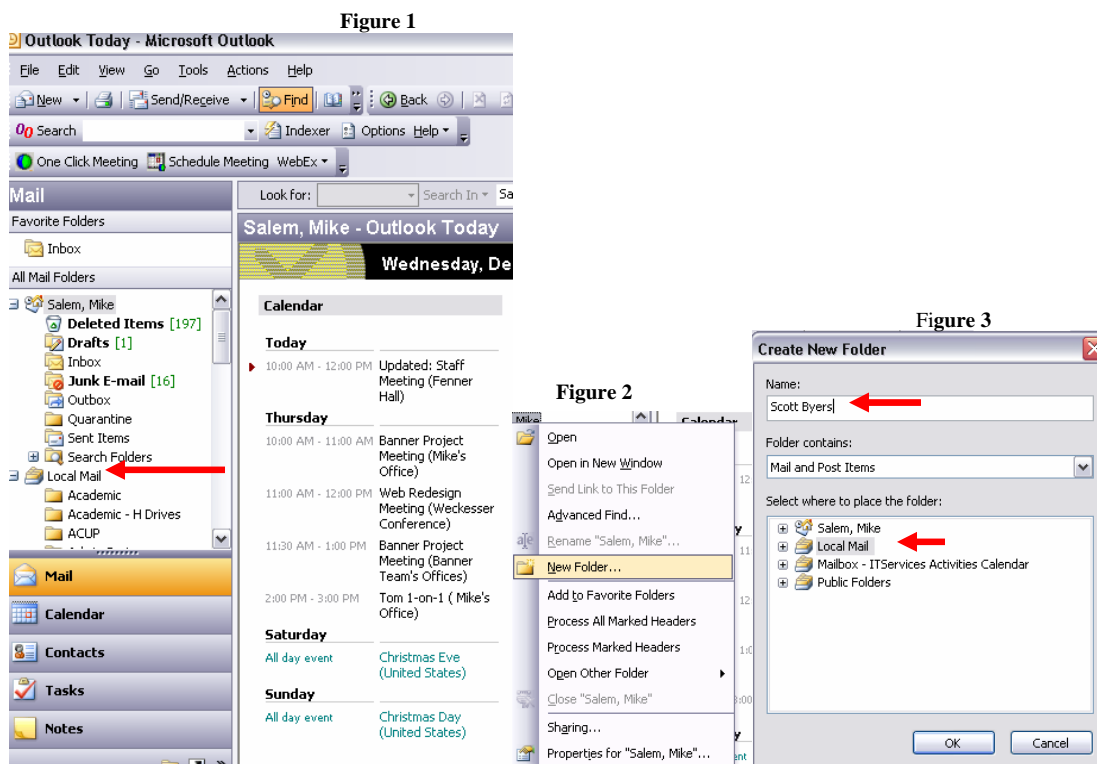 Figure 1
Outlook Today - Microsoft Outlook
File Edit View Go Tools Actions Help
New Send/Receive Find Back
Search Indexer Options Help
One Click Meeting Schedule Meeting WebEx
Mail
Look for: Search In
Favorite Folders
Inbox
All Mail Folders
Salem, Mike
Deleted Items [197]
Drafts [1]
Inbox
Junk E-mail [16]
Outbox
Quarantine
Sent Items
Search Folders
Local Mail
Academic
Academic - H Drives
ACUP
Mail
Calendar
Contacts
Tasks
Notes
Salem, Mike - Outlook Today
Wednesday, De
Calendar
Today
10:00 AM - 12:00 PM Updated: Staff
Meeting (Fenner
Hall)
Thursday
10:00 AM - 11:00 AM Banner Project
Meeting (Mike's
Office)
11:00 AM - 12:00 PM Web Redesign
Meeting (Weckesser
Conference)
11:30 AM - 1:00 PM Banner Project
Meeting (Banner
Team's Offices)
2:00 PM - 3:00 PM Tom 1-on-1 ( Mike's
Office)
Saturday
All day event Christmas Eve
(United States)
Sunday
All day event Christmas Day
(United States)
Figure 2
Mike
Calendar
Open
Open in New Window
Send Link to This Folder
Advanced Find...
Rename "Salem, Mike"...
New Folder...
Add to Favorite Folders
Process All Marked Headers
Process Marked Headers
Open Other Folder
Close "Salem, Mike"
Sharing...
Properties for "Salem, Mike"...
Figure 3
Create New Folder
Name:
Scott Byers
Folder contains:
Mail and Post Items
Select where to place the folder:
Salem, Mike
Local Mail
Mailbox - ITServices Activities Calendar
Public Folders
OK Cancel